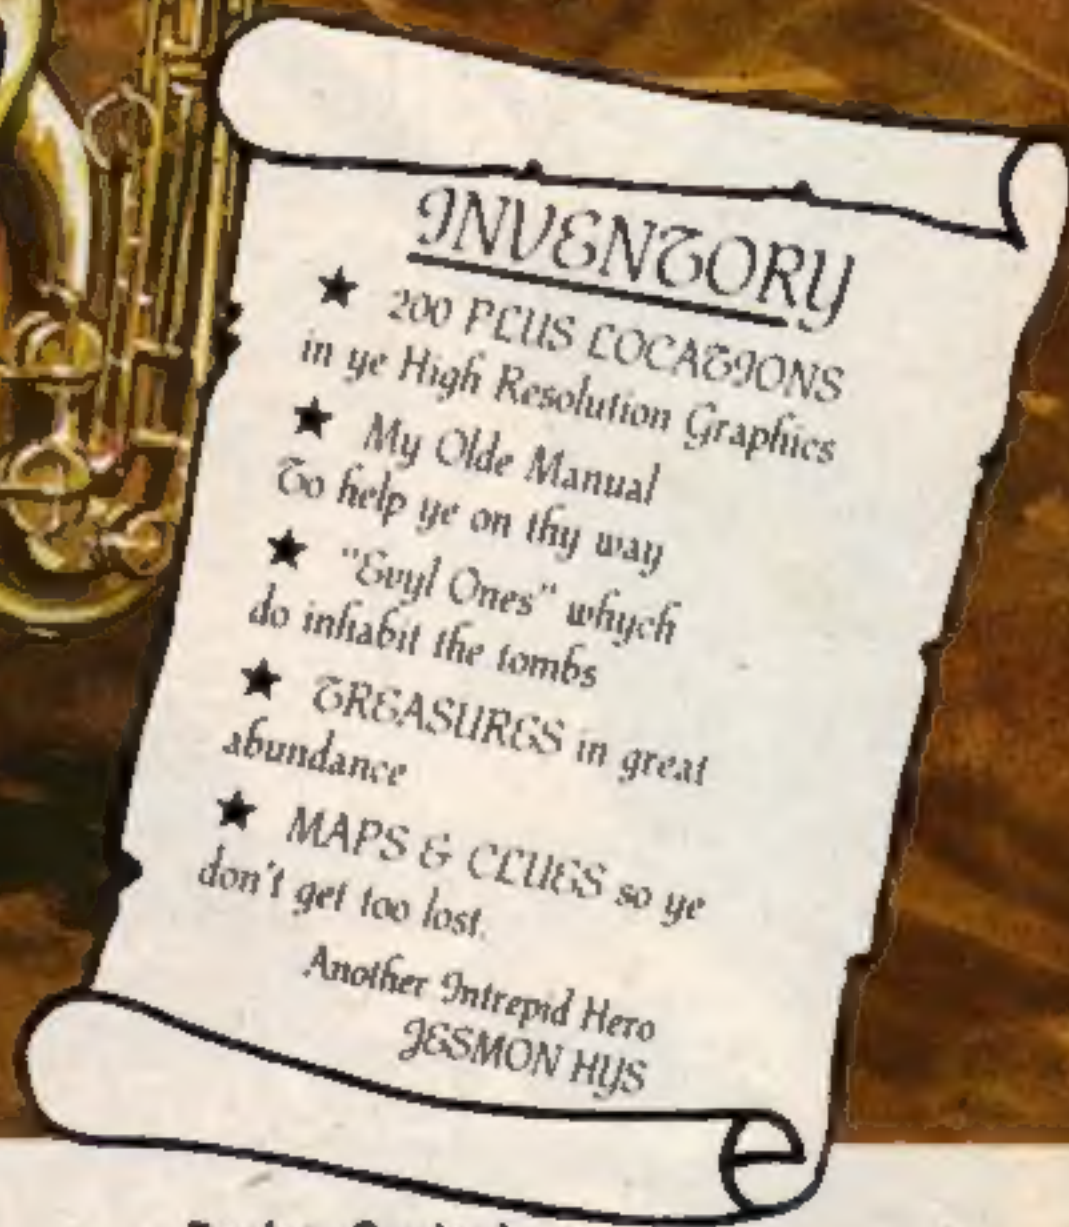 INVENTORY
★ 200 PLUS LOCATIONS
in ye High Resolution Graphics
★ My Olde Manual
To help ye on thy way
★ "Evyl Ones" whych
do inhabit the tombs
★ TREASURES in great
abundance
★ MAPS & CLUES so ye
don't get too lost.
Another Intrepid Hero
JESMON HYS